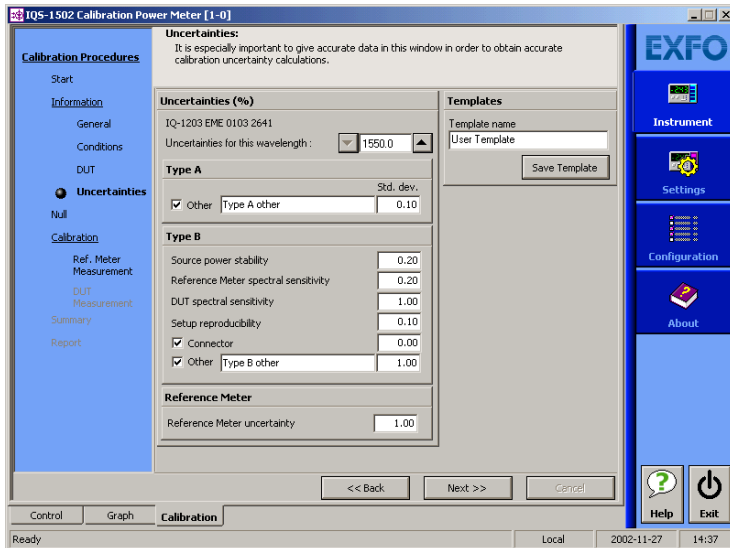 IQS-1502 Calibration Power Meter [1-0]
Calibration Procedures
Start
Information
General
Conditions
DUT
Uncertainties
Null
Calibration
Ref. Meter
Measurement
DUT
Measurement
Summary
Report
Uncertainties:
It is especially important to give accurate data in this window in order to obtain accurate
calibration uncertainty calculations.
Uncertainties (%)
IQ-1203 EME 0103 2641
Uncertainties for this wavelength : 1550.0
Type A
Std. dev.
Other Type A other 0.10
Type B
Source power stability 0.20
Reference Meter spectral sensitivity 0.20
DUT spectral sensitivity 1.00
Setup reproducibility 0.10
Connector 0.00
Other Type B other 1.00
Reference Meter
Reference Meter uncertainty 1.00
Templates
Template name
User Template
Save Template
<< Back Next >> Cancel
EXFO
Instrument
Settings
Configuration
About
Help Exit
Control Graph Calibration
Ready Local 2002-11-27 14:37